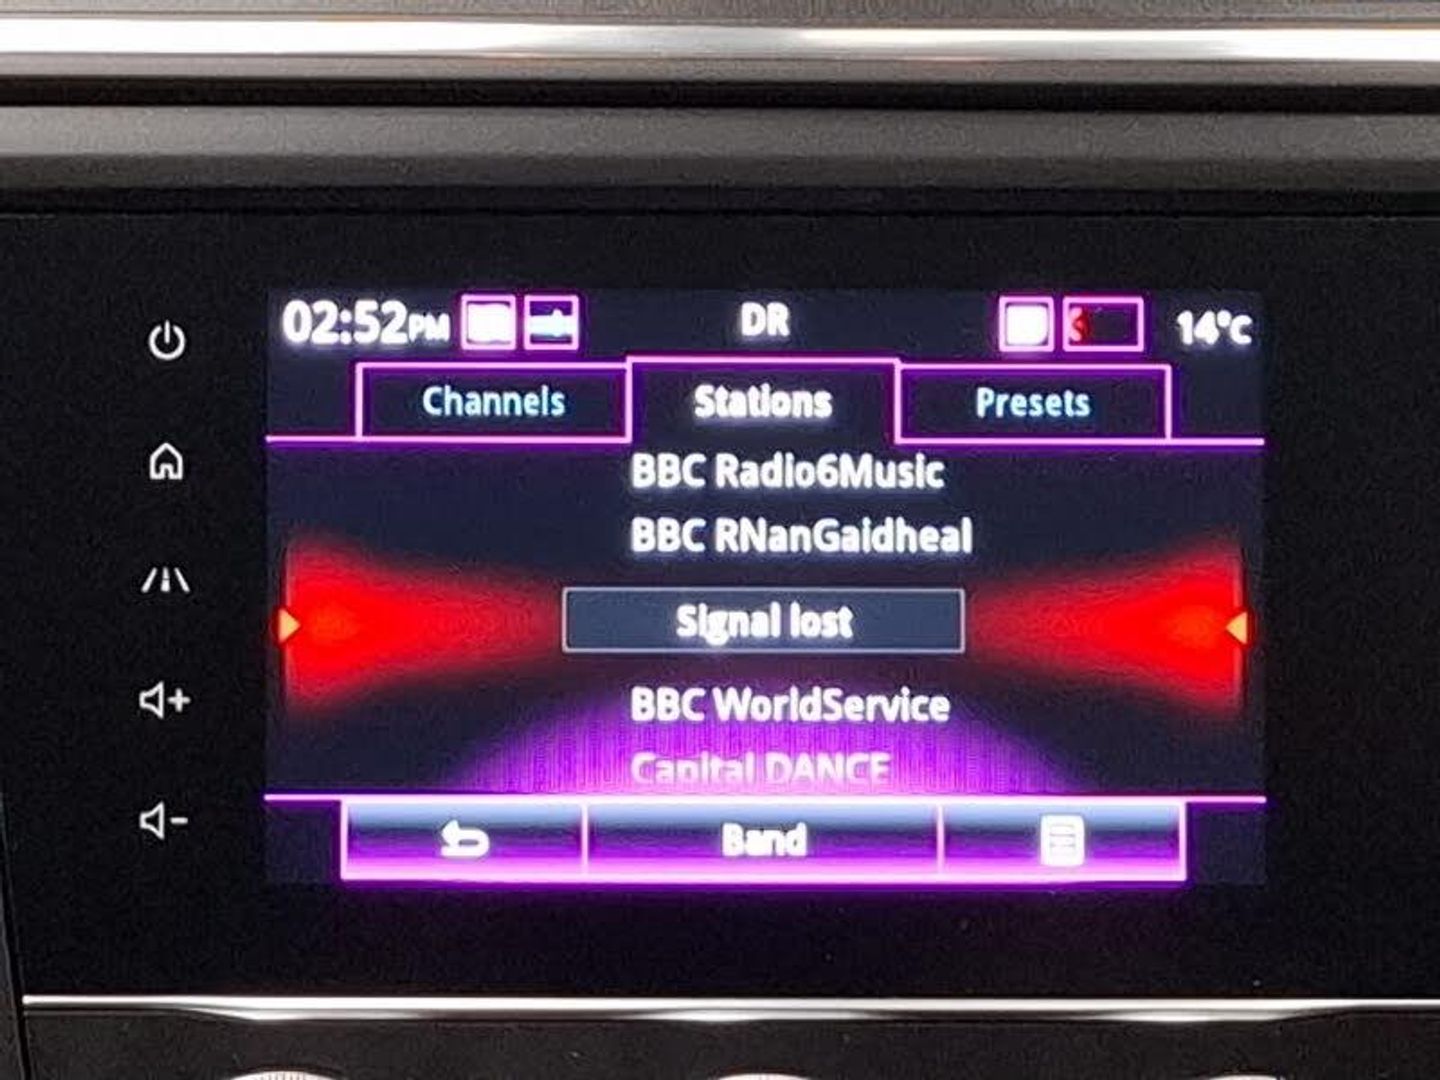 02:52PM DR 14°C
Channels Stations Presets
BBC Radio6Music
BBC RNanGaidheal
Signal lost
BBC WorldService
Capital DANCE
Band